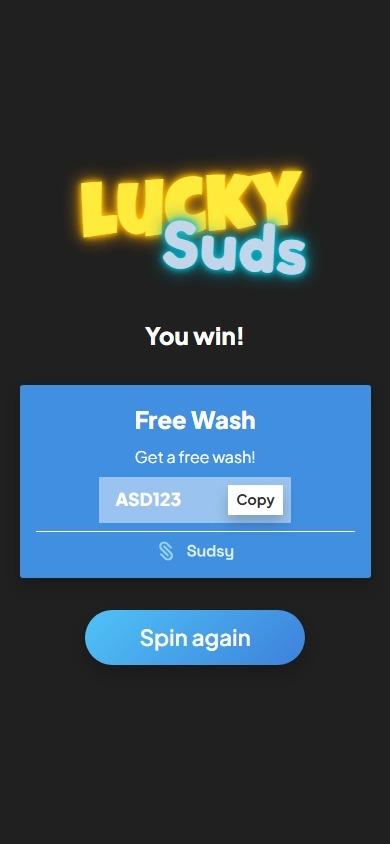 LUCKY
Suds
You win!
Free Wash
Get a free wash!
ASD123 Copy
Sudsy
Spin again